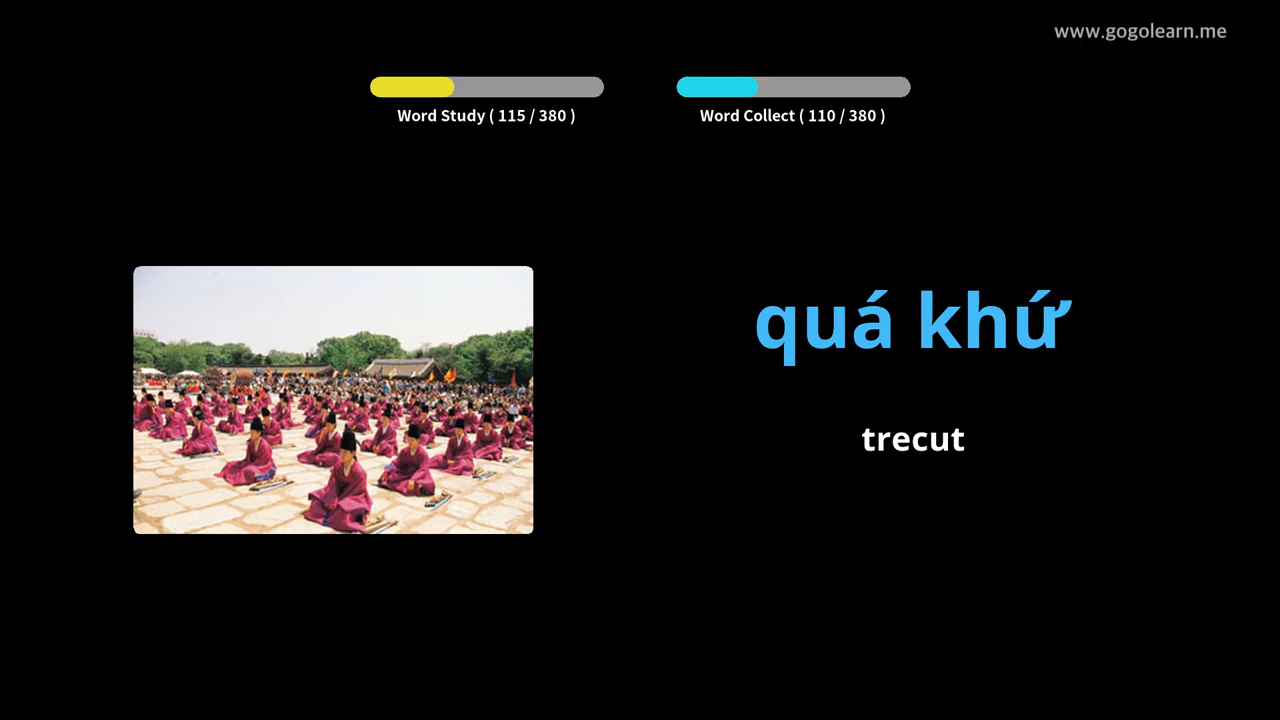 www.gogolearn.me
Word Study ( 115 / 380 )
Word Collect ( 110 / 380 )
quá khứ
trecut